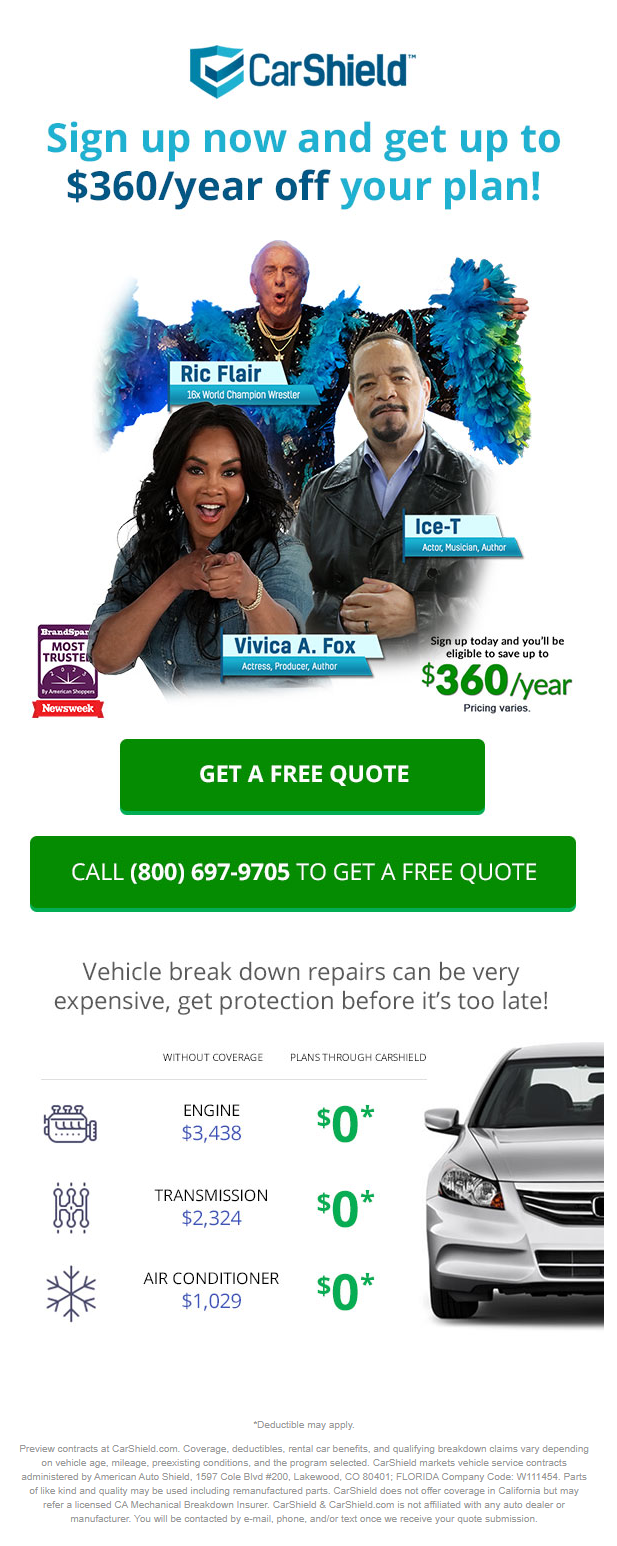 CarShield™
Sign up now and get up to
$360/year off your plan!
Ric Flair
16x World Champion Wrestler
Ice-T
Actor, Musician, Author
Vivica A. Fox
Actress, Producer, Author
BrandSpar
MOST
TRUSTE
By American Shoppers
Newsweek
Sign up today and you'll be
eligible to save up to
$360/year
Pricing varies.
GET A FREE QUOTE
CALL (800) 697-9705 TO GET A FREE QUOTE
Vehicle break down repairs can be very
expensive, get protection before it's too late!
WITHOUT COVERAGE PLANS THROUGH CARSHIELD
ENGINE
$3,438
$0*
TRANSMISSION
$2,324
$0*
AIR CONDITIONER
$1,029
$0*
*Deductible may apply.
Preview contracts at CarShield.com. Coverage, deductibles, rental car benefits, and qualifying breakdown claims vary depending
on vehicle age, mileage, preexisting conditions, and the program selected. CarShield markets vehicle service contracts
administered by American Auto Shield, 1597 Cole Blvd #200, Lakewood, CO 80401; FLORIDA Company Code: W111454. Parts
of like kind and quality may be used including remanufactured parts. CarShield does not offer coverage in California but may
refer a licensed CA Mechanical Breakdown Insurer. CarShield & CarShield.com is not affiliated with any auto dealer or
manufacturer. You will be contacted by e-mail, phone, and/or text once we receive your quote submission.